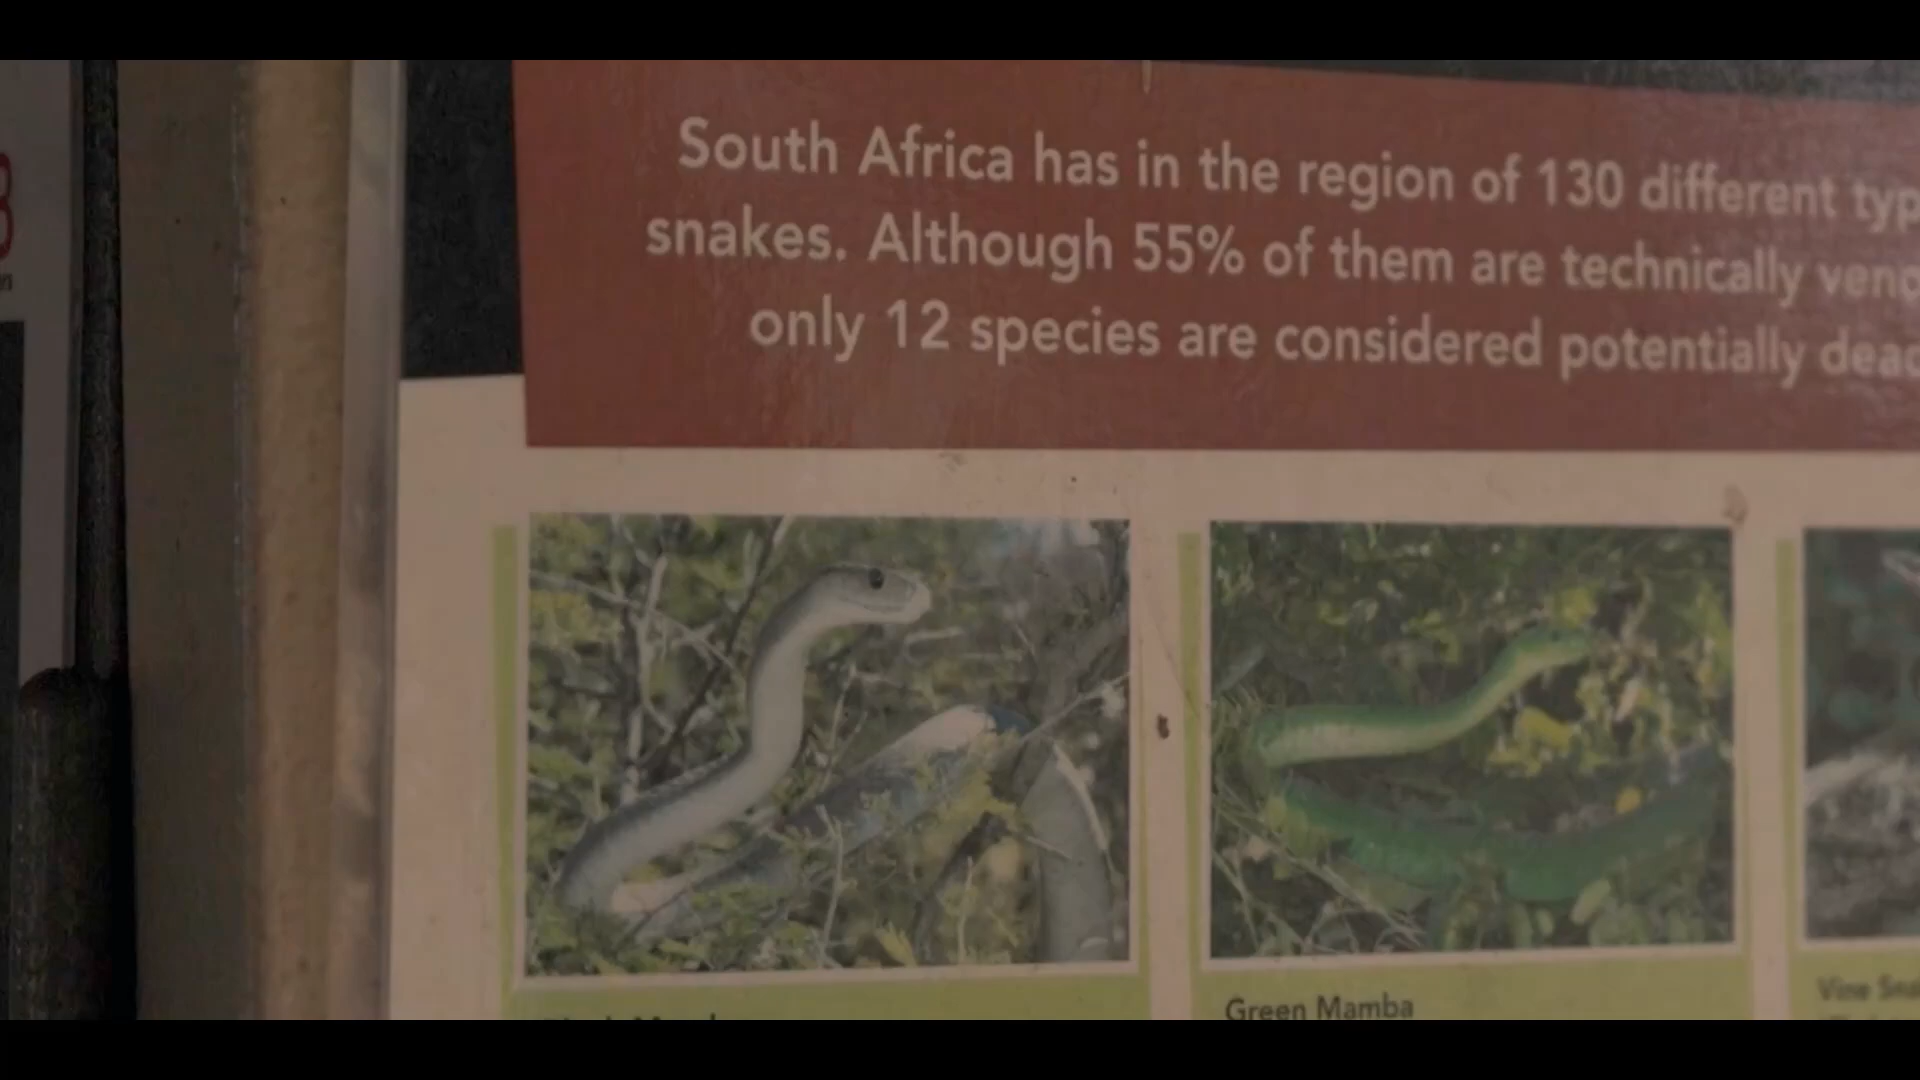 South Africa has in the region of 130 different
snakes. Although 55% of them are technically
only 12 species are considered potentially
Green Mamba
Vine